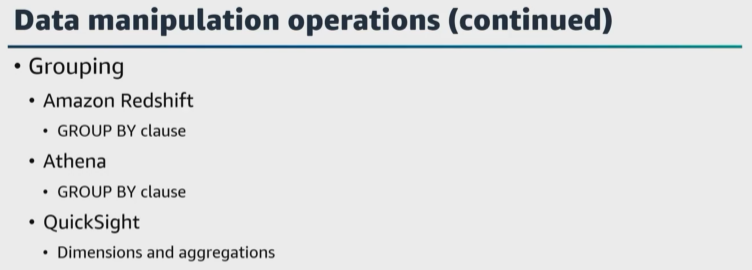 Data manipulation operations (continued)
• Grouping
• Amazon Redshift
• GROUP BY clause
• Athena
• GROUP BY clause
• QuickSight
• Dimensions and aggregations